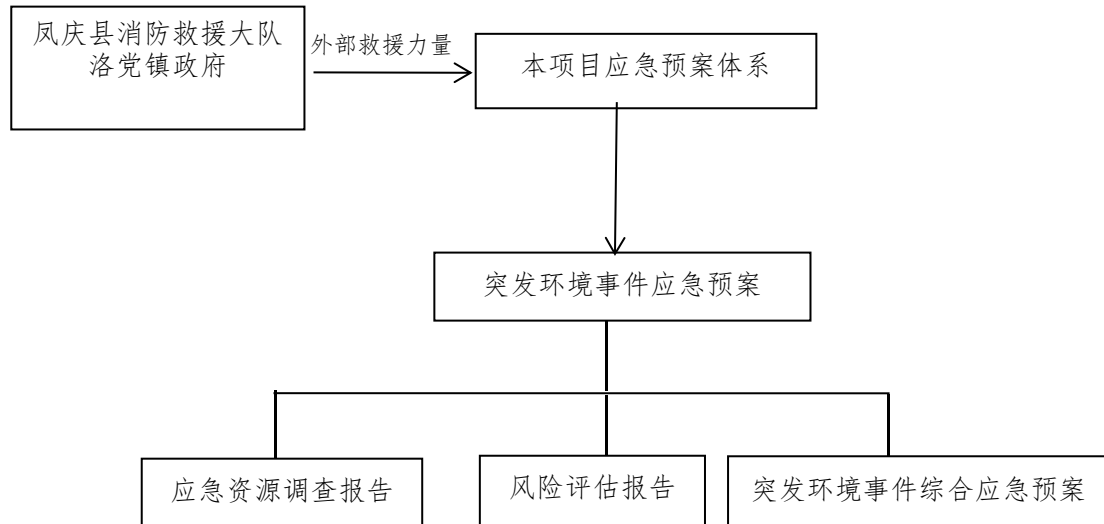 凤庆县消防救援大队
洛党镇政府
外部救援力量
本项目应急预案体系
突发环境事件应急预案
应急资源调查报告
风险评估报告
突发环境事件综合应急预案